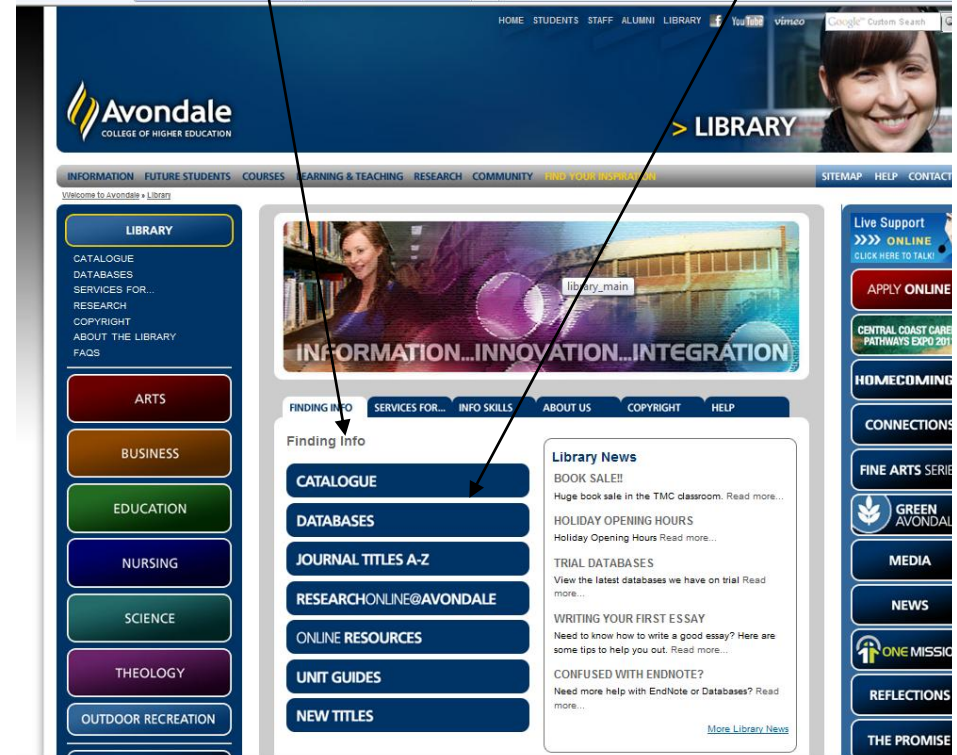 HOME STUDENTS STAFF ALUMNI LIBRARY f YouTube vimeo Google™ Custom Search
Avondale
COLLEGE OF HIGHER EDUCATION
> LIBRARY
INFORMATION FUTURE STUDENTS COURSES LEARNING & TEACHING RESEARCH COMMUNITY FIND YOUR INSPIRATION SITEMAP HELP CONTACT
Welcome to Avondale » Library
LIBRARY
CATALOGUE
DATABASES
SERVICES FOR...
RESEARCH
COPYRIGHT
ABOUT THE LIBRARY
FAQS
ARTS
BUSINESS
EDUCATION
NURSING
SCIENCE
THEOLOGY
OUTDOOR RECREATION
library_main
INFORMATION...INNOVATION...INTEGRATION
FINDING INFO SERVICES FOR... INFO SKILLS ABOUT US COPYRIGHT HELP
Finding Info
CATALOGUE
DATABASES
JOURNAL TITLES A-Z
RESEARCHONLINE@AVONDALE
ONLINE RESOURCES
UNIT GUIDES
NEW TITLES
Library News
BOOK SALE!!
Huge book sale in the TMC classroom. Read more...
HOLIDAY OPENING HOURS
Holiday Opening Hours Read more...
TRIAL DATABASES
View the latest databases we have on trial Read
more...
WRITING YOUR FIRST ESSAY
Need to know how to write a good essay? Here are
some tips to help you out. Read more...
CONFUSED WITH ENDNOTE?
Need more help with EndNote or Databases? Read
more...
More Library News
Live Support
>>>> ONLINE
CLICK HERE TO TALK!
APPLY ONLINE
CENTRAL COAST CARE
PATHWAYS EXPO 201
HOMECOMING
CONNECTIONS
FINE ARTS SERIE
GREEN
AVONDAL
MEDIA
NEWS
ONE MISSIO
REFLECTIONS
THE PROMISE